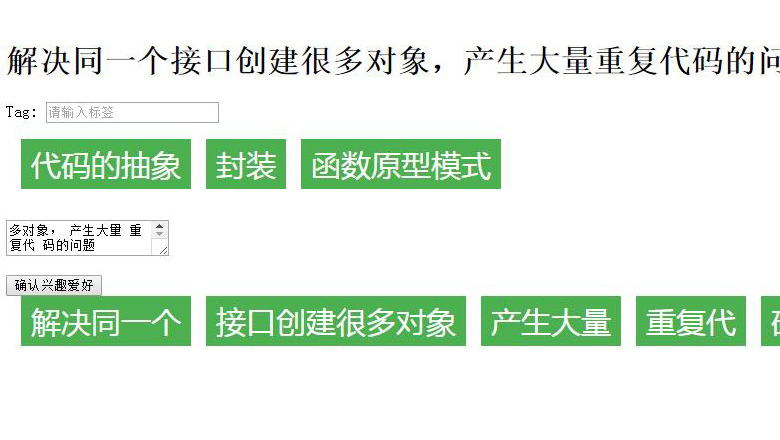 解决同一个接口创建很多对象，产生大量重复代码的
Tag: 请输入标签
代码的抽象 封装 函数原型模式
多对象， 产生大量 重
复代 码的问题
确认兴趣爱好
解决同一个 接口创建很多对象 产生大量 重复代